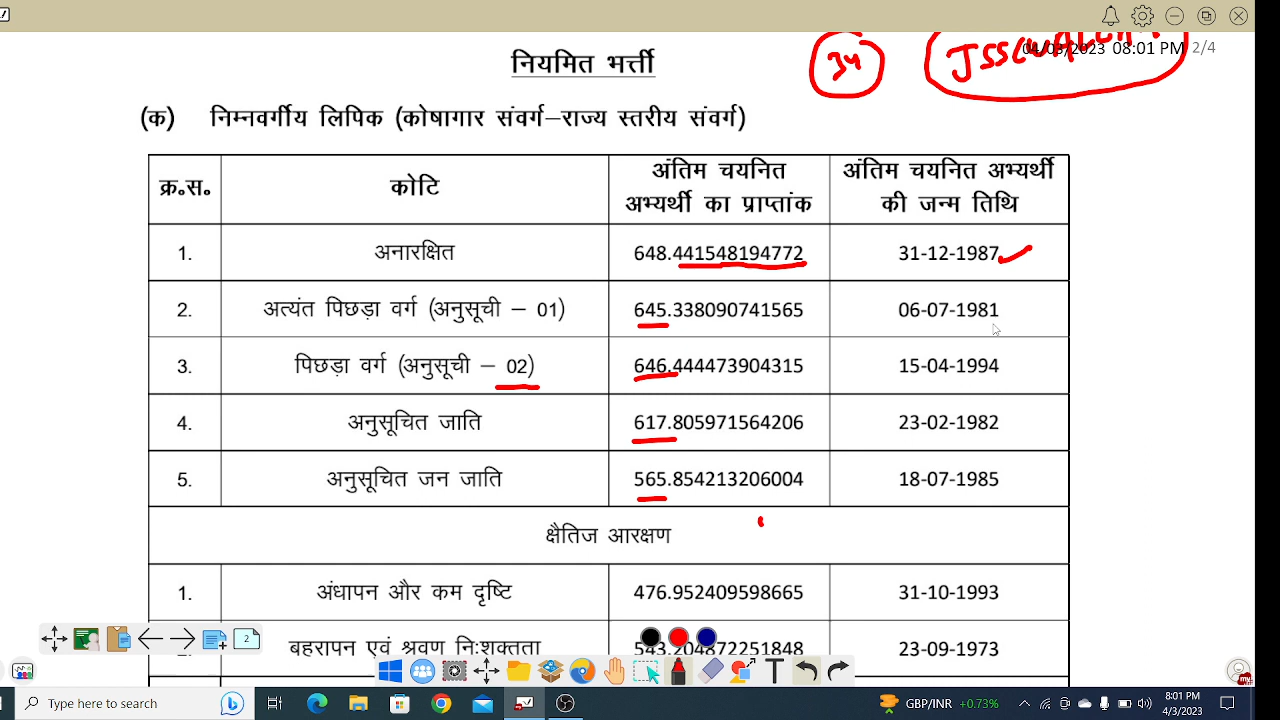 04/03/2023 08:01 PM 2/4
नियमित भर्त्ती
34
(क) निम्नवर्गीय लिपिक (कोषागार संवर्ग–राज्य स्तरीय संवर्ग)
क्र०स० कोटि अंतिम चयनित अभ्यर्थी का प्राप्तांक अंतिम चयनित अभ्यर्थी की जन्म तिथि
1. अनारक्षित 648.441548194772 31-12-1987
2. अत्यंत पिछड़ा वर्ग (अनुसूची – 01) 645.338090741565 06-07-1981
3. पिछड़ा वर्ग (अनुसूची – 02) 646.444473904315 15-04-1994
4. अनुसूचित जाति 617.805971564206 23-02-1982
5. अनुसूचित जन जाति 565.854213206004 18-07-1985
क्षैतिज आरक्षण
1. अंधापन और कम दृष्टि 476.952409598665 31-10-1993
बहरापन एवं श्रवण नि:शक्तता 543.204872251848 23-09-1973
2
T
Type here to search
GBP/INR +0.73%
8:01 PM
4/3/2023